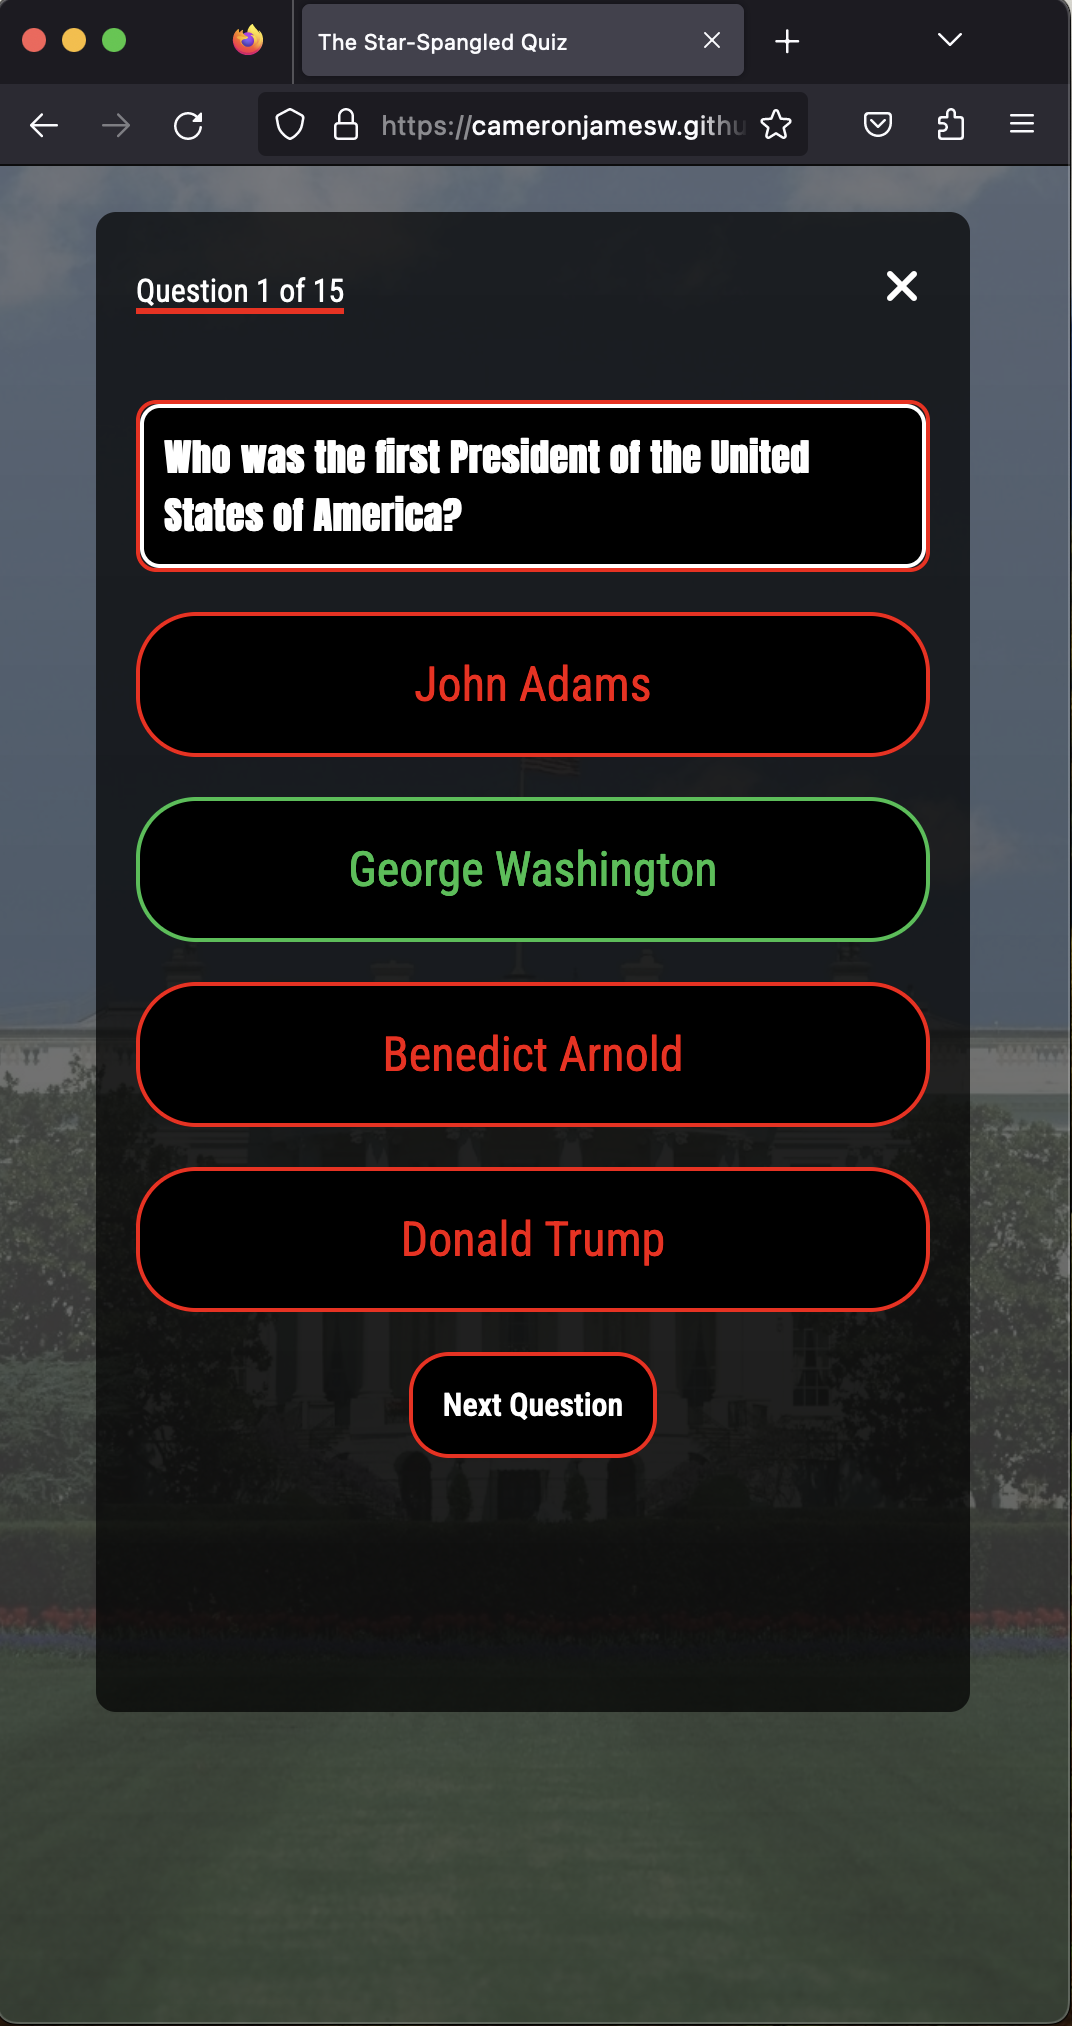 The Star-Spangled Quiz
https://cameronjamesw.githu
Question 1 of 15
Who was the first President of the United
States of America?
John Adams
George Washington
Benedict Arnold
Donald Trump
Next Question